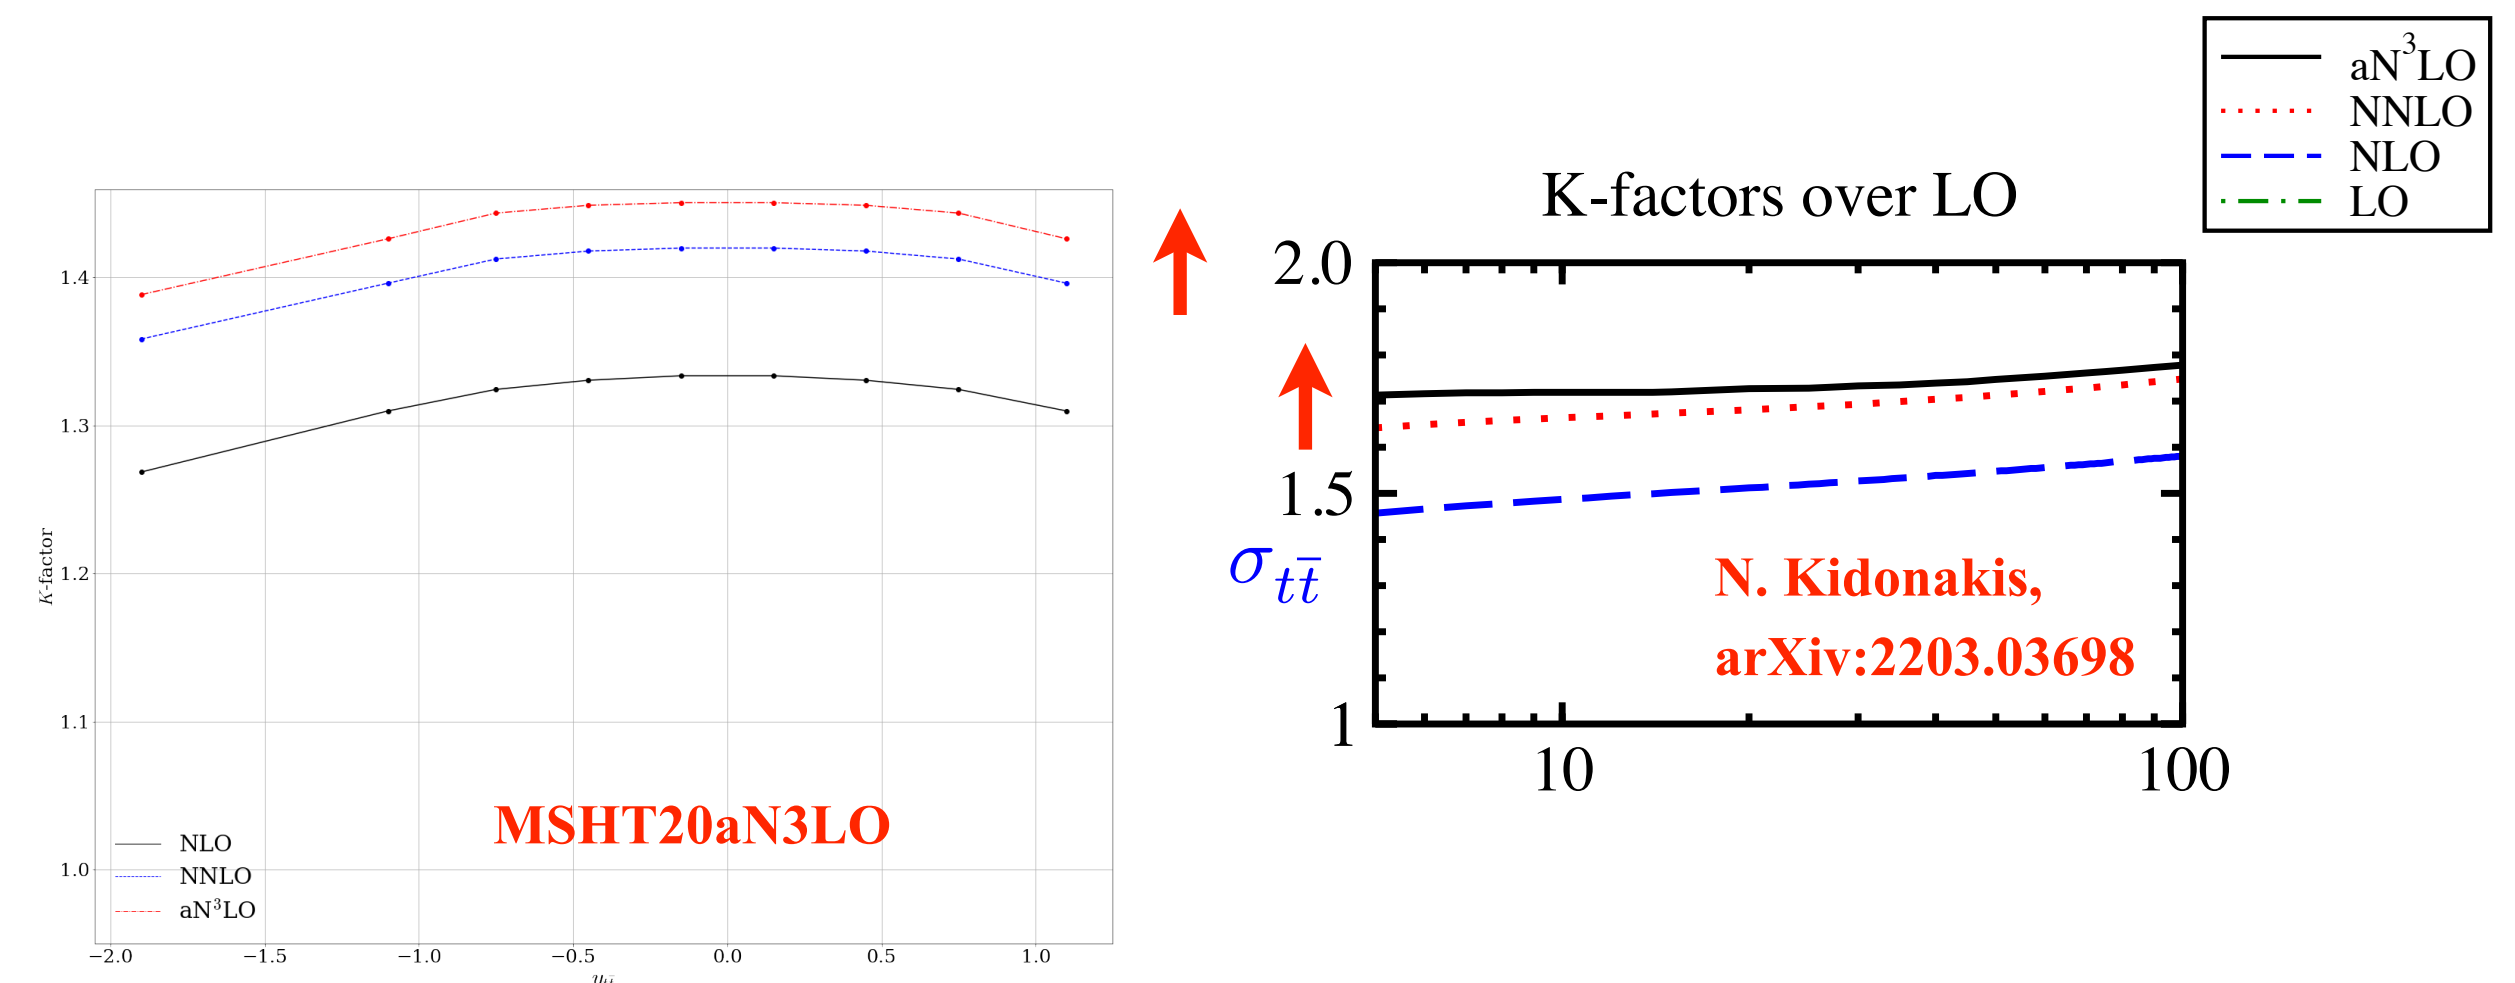 K-factor
1.4
1.3
1.2
1.1
1.0
−2.0 −1.5 −1.0 −0.5 0.0 0.5 1.0
MSHT20aN3LO
NLO
NNLO
aN³LO
K-factors over LO
2.0
1.5
1
10 100
σ_{tt̄}
N. Kidonakis,
arXiv:2203.03698
aN³LO
NNLO
NLO
LO